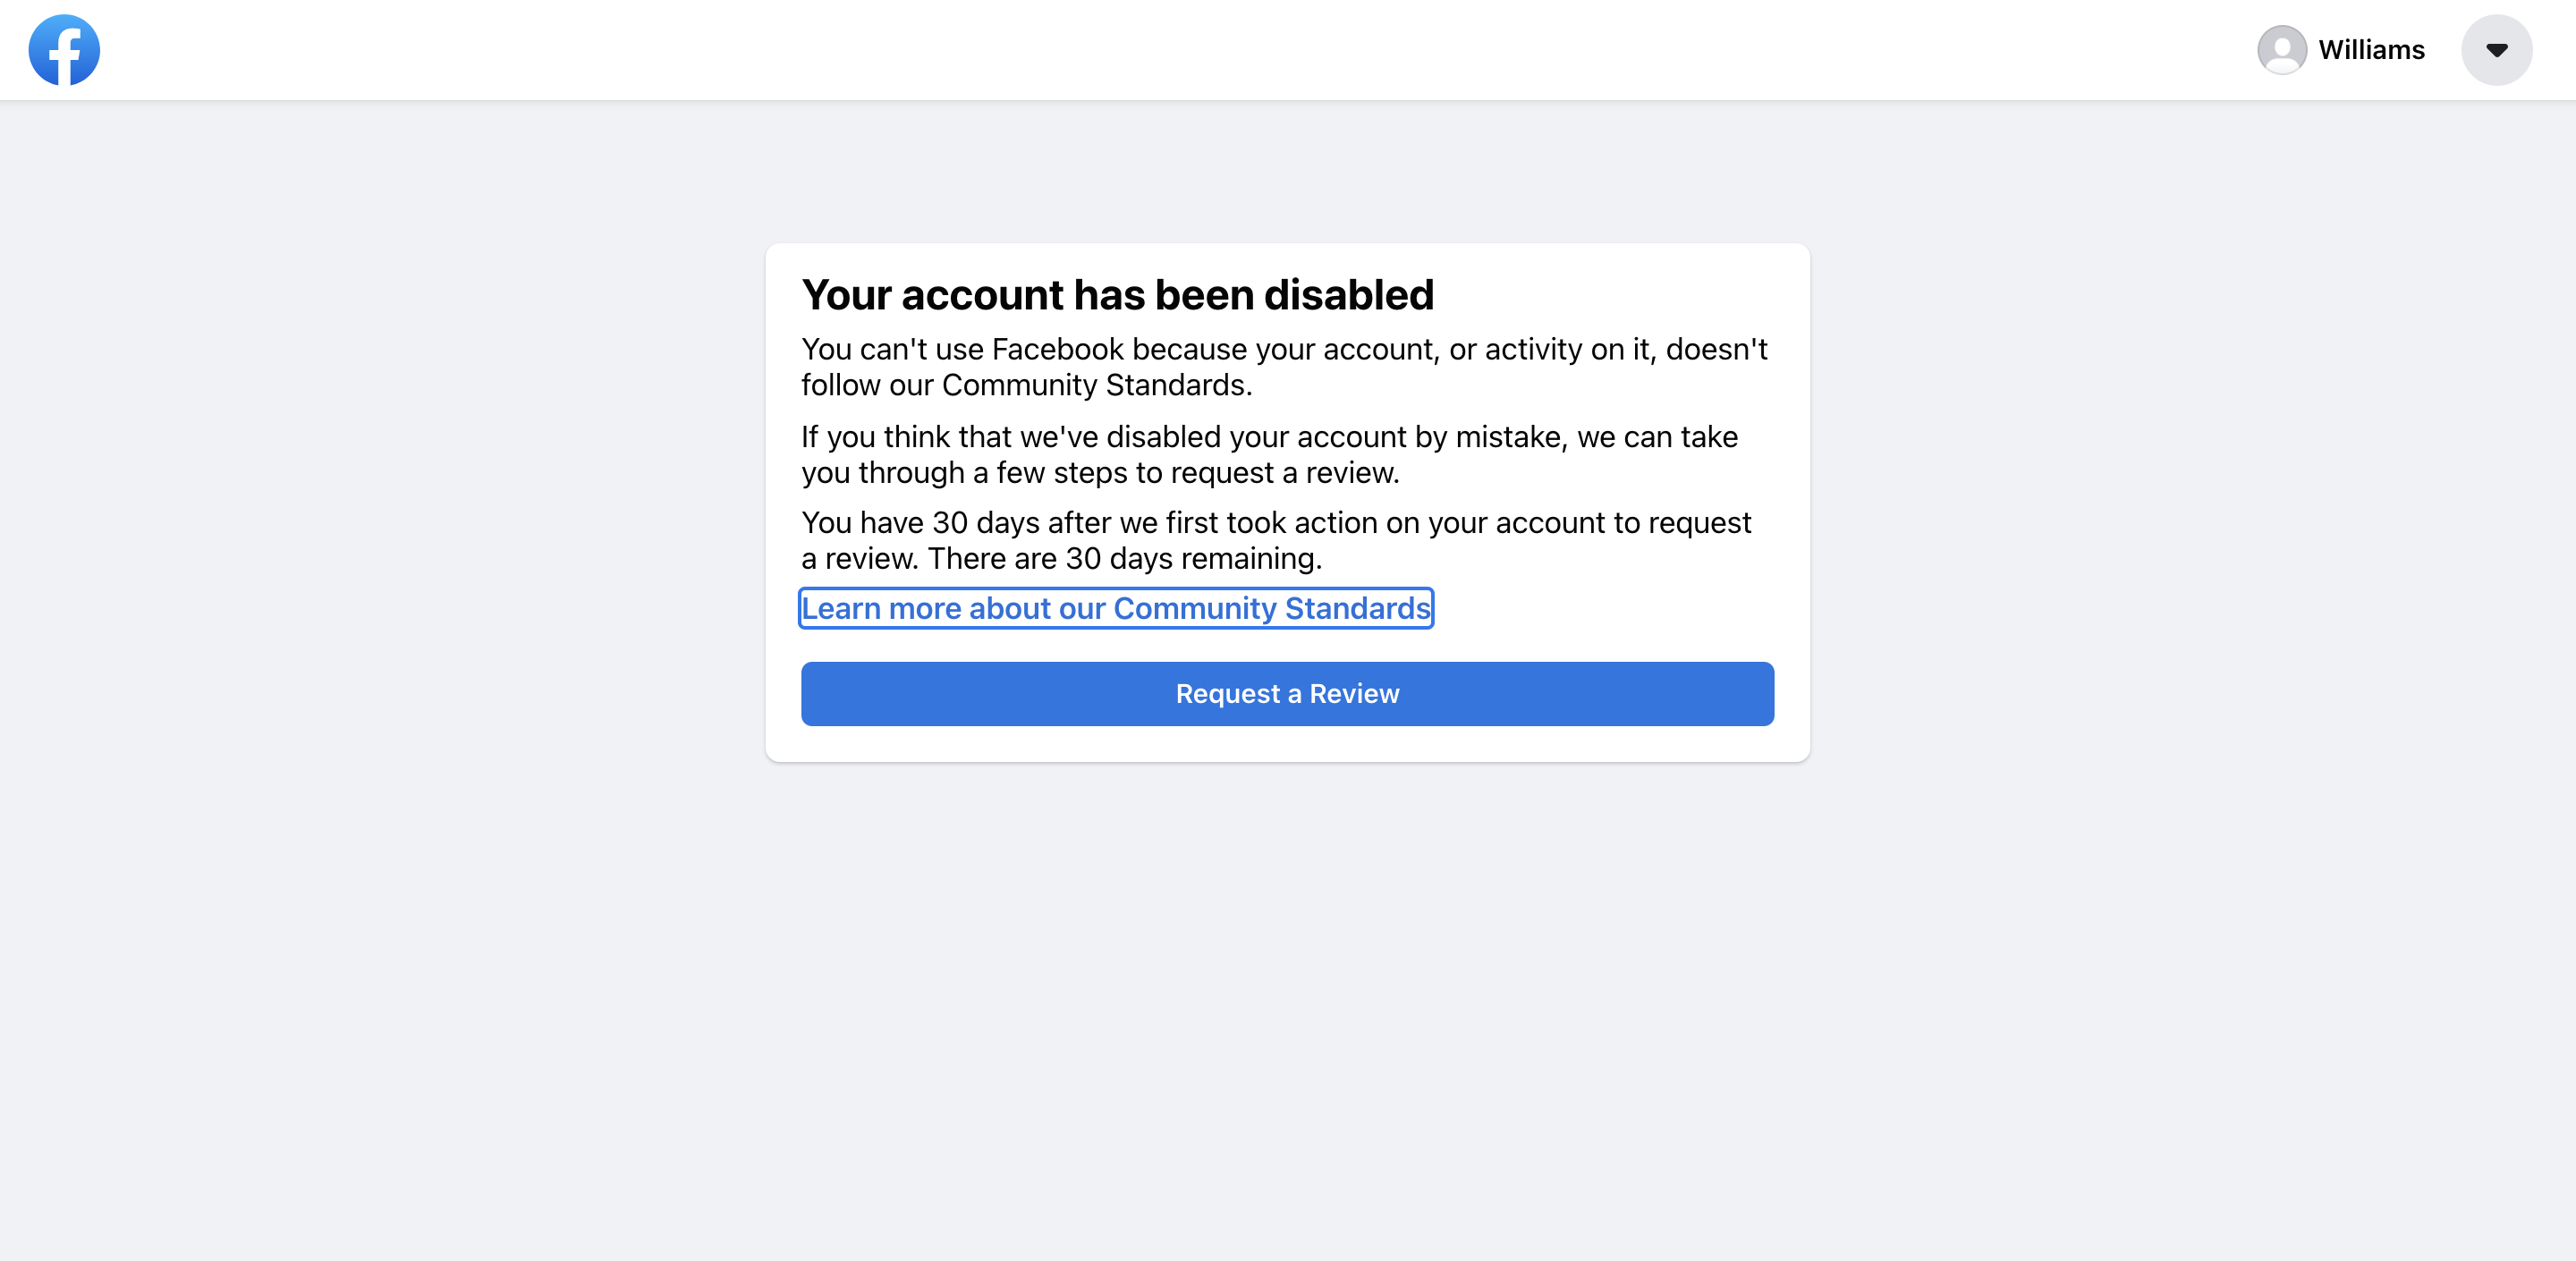 Williams
Your account has been disabled
You can't use Facebook because your account, or activity on it, doesn't
follow our Community Standards.
If you think that we've disabled your account by mistake, we can take
you through a few steps to request a review.
You have 30 days after we first took action on your account to request
a review. There are 30 days remaining.
Learn more about our Community Standards
Request a Review